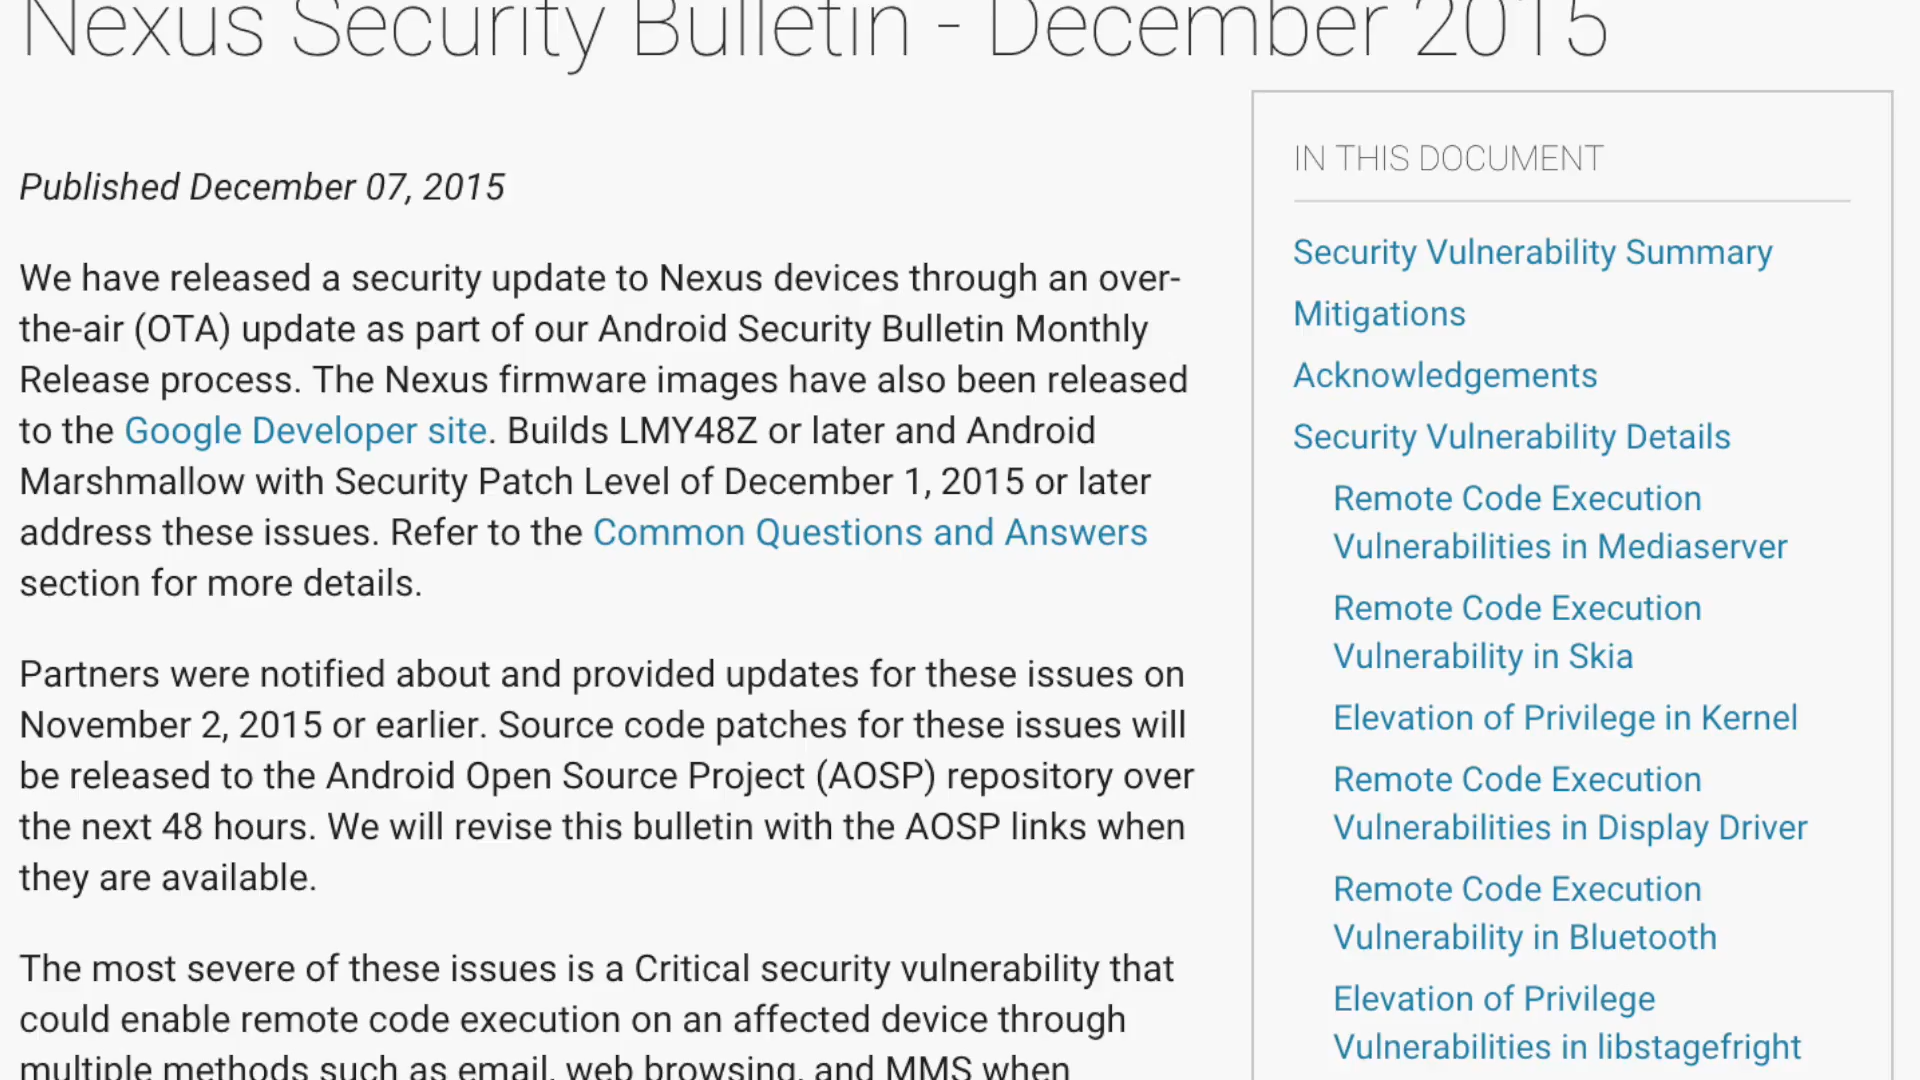 Nexus Security Bulletin - December 2015
Published December 07, 2015
We have released a security update to Nexus devices through an over-
the-air (OTA) update as part of our Android Security Bulletin Monthly
Release process. The Nexus firmware images have also been released
to the Google Developer site. Builds LMY48Z or later and Android
Marshmallow with Security Patch Level of December 1, 2015 or later
address these issues. Refer to the Common Questions and Answers
section for more details.
Partners were notified about and provided updates for these issues on
November 2, 2015 or earlier. Source code patches for these issues will
be released to the Android Open Source Project (AOSP) repository over
the next 48 hours. We will revise this bulletin with the AOSP links when
they are available.
The most severe of these issues is a Critical security vulnerability that
could enable remote code execution on an affected device through
multiple methods such as email, web browsing, and MMS when
IN THIS DOCUMENT
Security Vulnerability Summary
Mitigations
Acknowledgements
Security Vulnerability Details
Remote Code Execution
Vulnerabilities in Mediaserver
Remote Code Execution
Vulnerability in Skia
Elevation of Privilege in Kernel
Remote Code Execution
Vulnerabilities in Display Driver
Remote Code Execution
Vulnerability in Bluetooth
Elevation of Privilege
Vulnerabilities in libstagefright